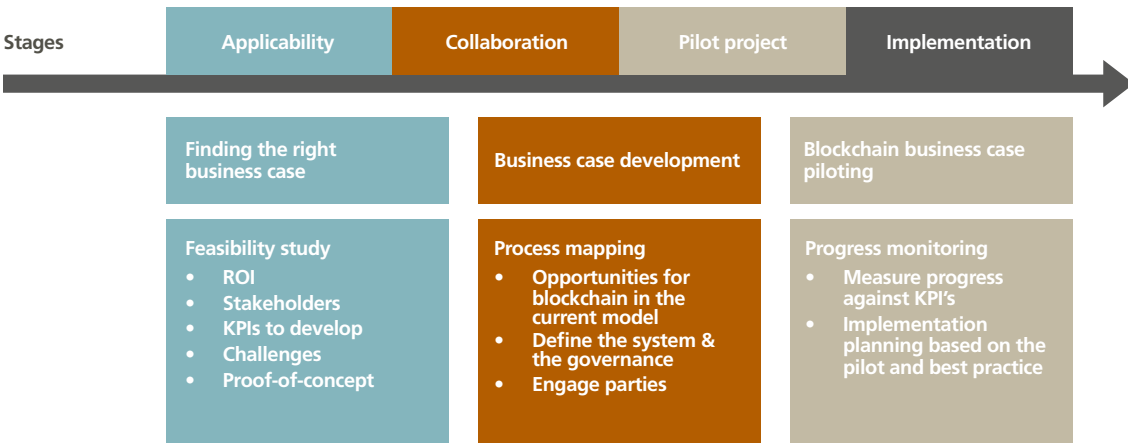 Stages
Applicability
Collaboration
Pilot project
Implementation
Finding the right
business case
Business case development
Blockchain business case
piloting
Feasibility study
• ROI
• Stakeholders
• KPIs to develop
• Challenges
• Proof-of-concept
Process mapping
• Opportunities for
blockchain in the
current model
• Define the system &
the governance
• Engage parties
Progress monitoring
• Measure progress
against KPI's
• Implementation
planning based on the
pilot and best practice